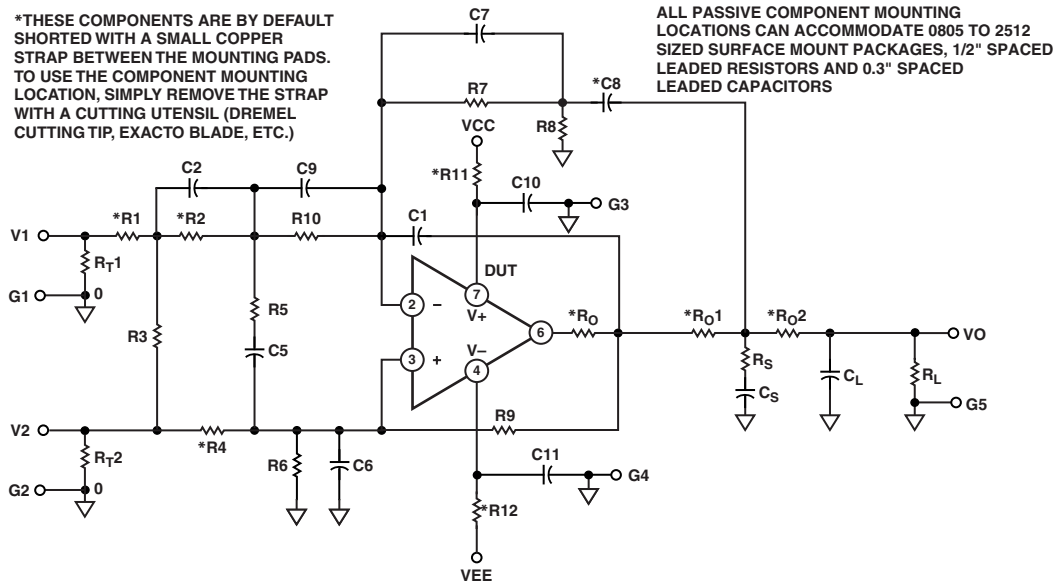 *THESE COMPONENTS ARE BY DEFAULT
SHORTED WITH A SMALL COPPER
STRAP BETWEEN THE MOUNTING PADS.
TO USE THE COMPONENT MOUNTING
LOCATION, SIMPLY REMOVE THE STRAP
WITH A CUTTING UTENSIL (DREMEL
CUTTING TIP, EXACTO BLADE, ETC.)
ALL PASSIVE COMPONENT MOUNTING
LOCATIONS CAN ACCOMMODATE 0805 TO 2512
SIZED SURFACE MOUNT PACKAGES, 1/2" SPACED
LEADED RESISTORS AND 0.3" SPACED
LEADED CAPACITORS
C7
R7
*C8
R8
VCC
*R11
C10
G3
C2
C9
*R1
*R2
R10
C1
V1
RT1
G1
0
R3
R5
C5
DUT
7
V+
2
–
6
3
+
V–
4
*RO
*RO1
*RO2
VO
RS
CS
CL
RL
G5
V2
*R4
R9
RT2
G2
0
R6
C6
C11
G4
*R12
VEE